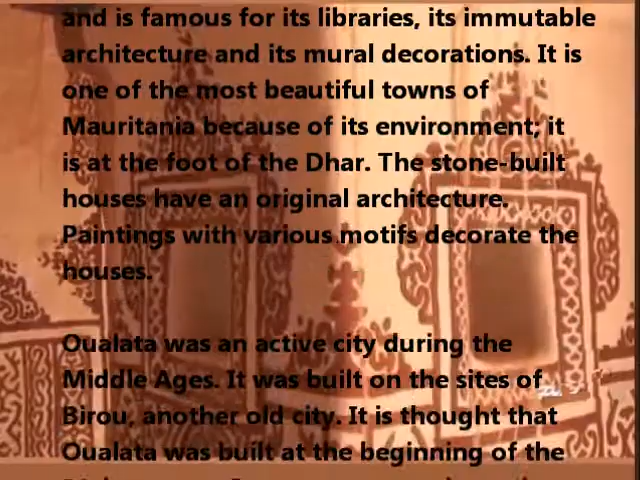 and is famous for its libraries, its immutable
architecture and its mural decorations. It is
one of the most beautiful towns of
Mauritania because of its environment; it
is at the foot of the Dhar. The stone-built
houses have an original architecture.
Paintings with various motifs decorate the
houses.
Oualata was an active city during the
Middle Ages. It was built on the sites of
Birou, another old city. It is thought that
Oualata was built at the beginning of the